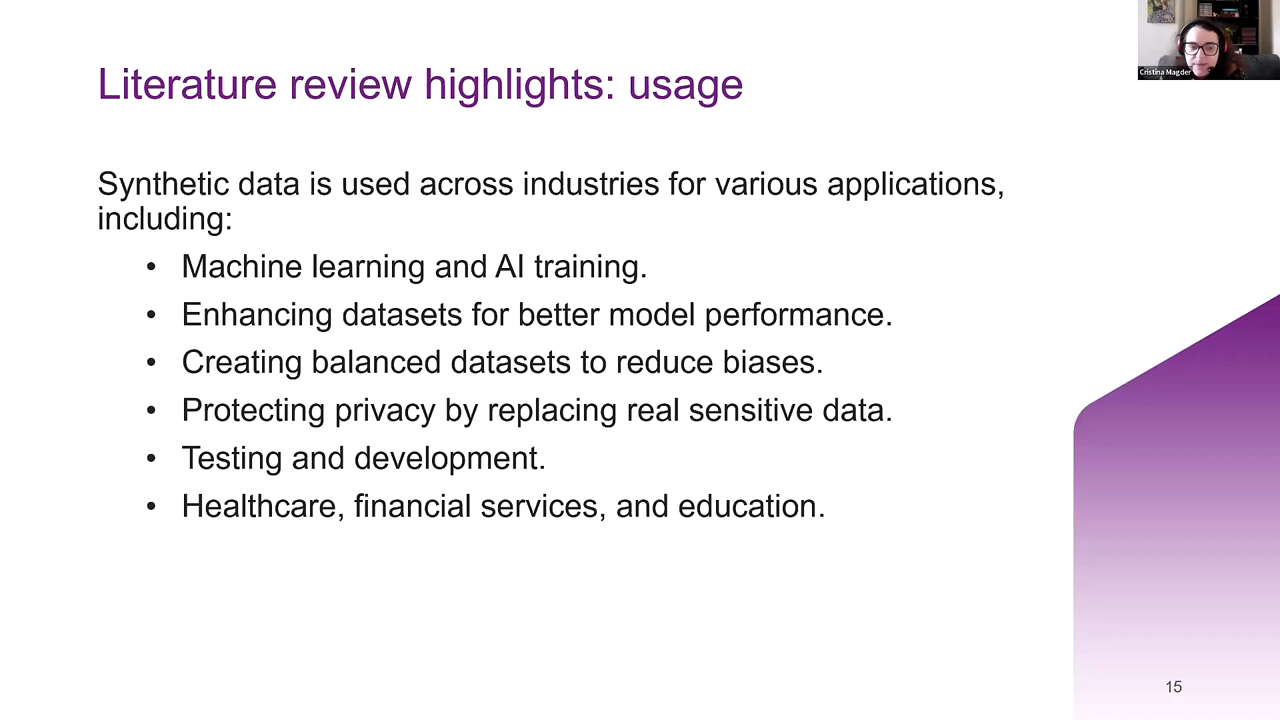 Literature review highlights: usage
Cristina Magder
Synthetic data is used across industries for various applications,
including:
• Machine learning and AI training.
• Enhancing datasets for better model performance.
• Creating balanced datasets to reduce biases.
• Protecting privacy by replacing real sensitive data.
• Testing and development.
• Healthcare, financial services, and education.
15